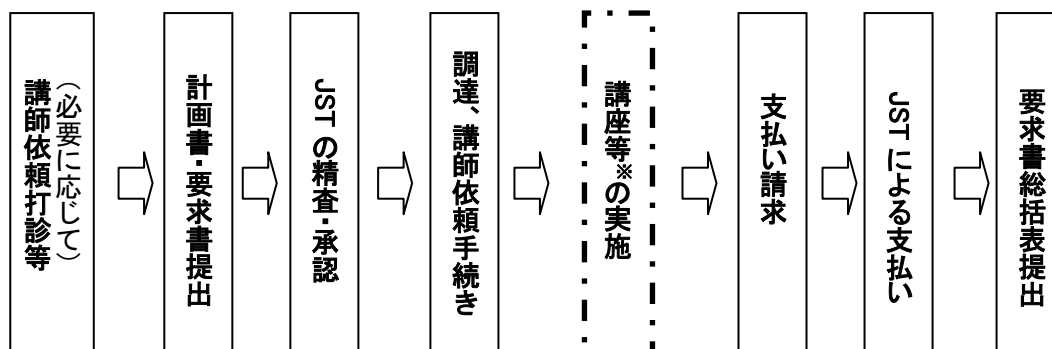 （必要に応じて）
講師依頼打診等
計画書・要求書提出
JSTの精査・承認
調達、講師依頼手続き
講座等※の実施
支払い請求
JSTによる支払い
要求書総括表提出